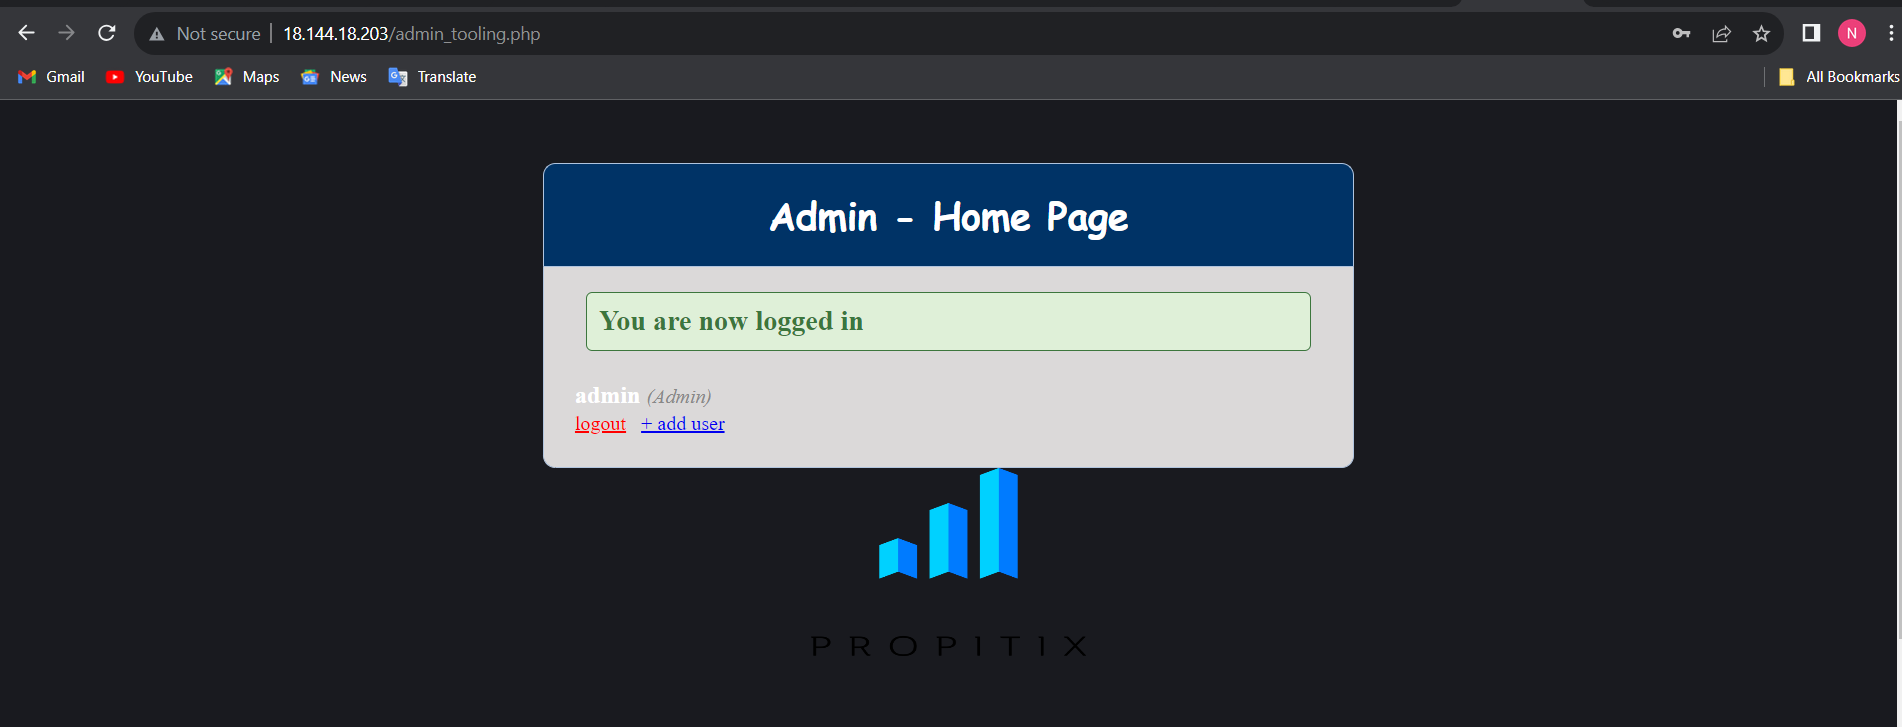 Not secure 18.144.18.203/admin_tooling.php N
Gmail YouTube Maps News Translate All Bookmarks
Admin - Home Page
You are now logged in
admin (Admin)
logout + add user
PROPITIX